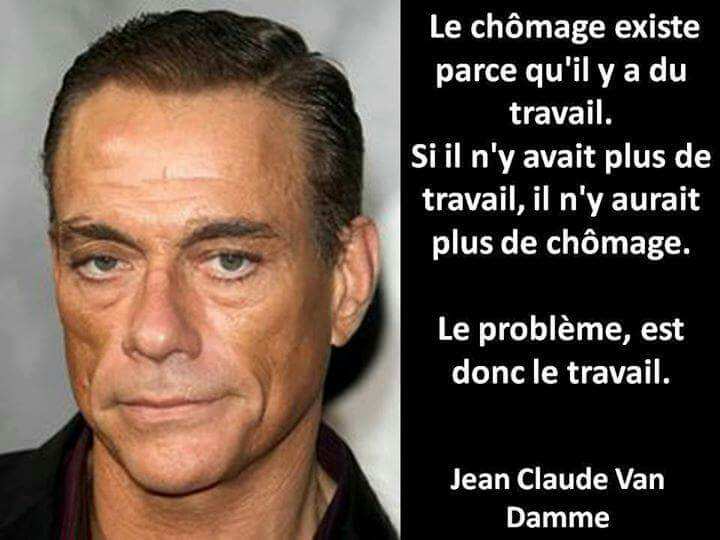 Le chômage existe
parce qu'il y a du
travail.
Si il n'y avait plus de
travail, il n'y aurait
plus de chômage.
Le problème, est
donc le travail.
Jean Claude Van
Damme